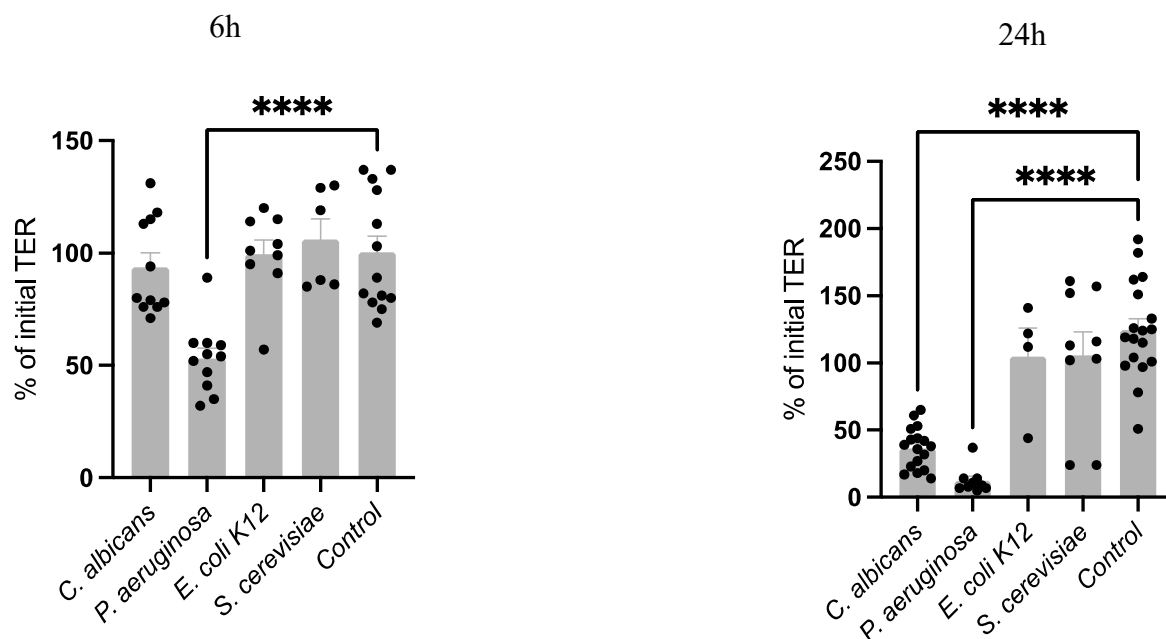 6h
24h
****
% of initial TER
150
100
50
0
C. albicans
P. aeruginosa
E. coli K12
S. cerevisiae
Control
****
****
% of initial TER
250
200
150
100
50
0
C. albicans
P. aeruginosa
E. coli K12
S. cerevisiae
Control